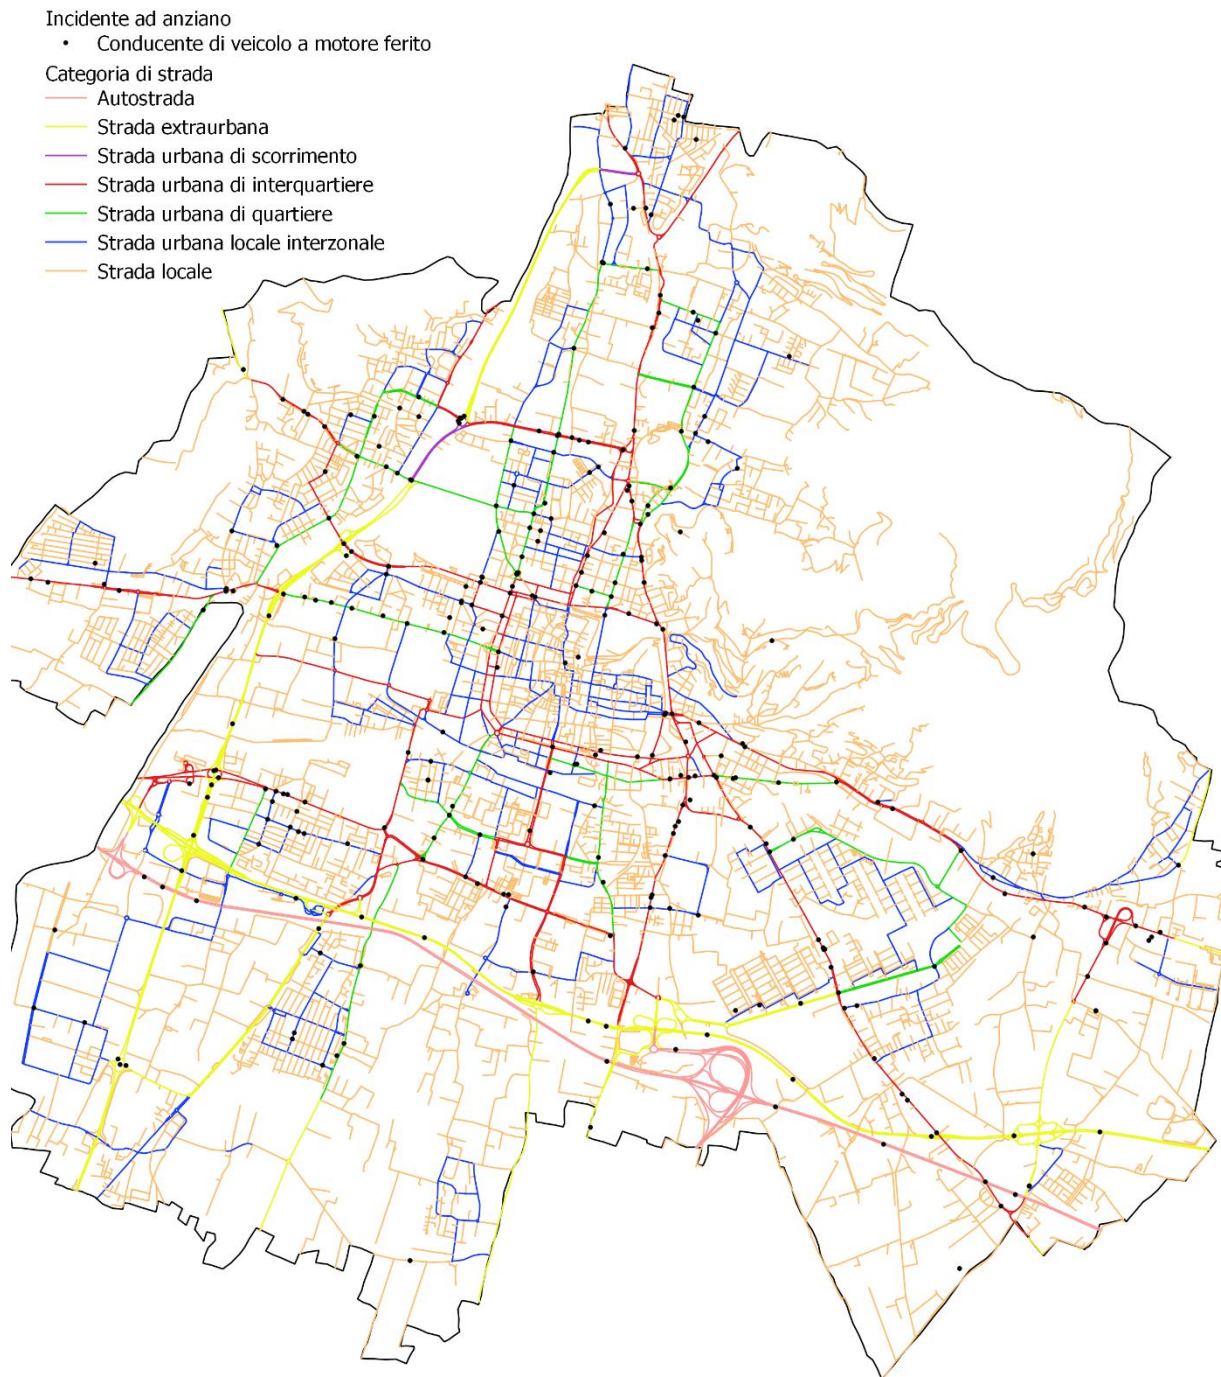 Incidente ad anziano
Conducente di veicolo a motore ferito
Categoria di strada
Autostrada
Strada extraurbana
Strada urbana di scorrimento
Strada urbana di interquartiere
Strada urbana di quartiere
Strada urbana locale interzonale
Strada locale